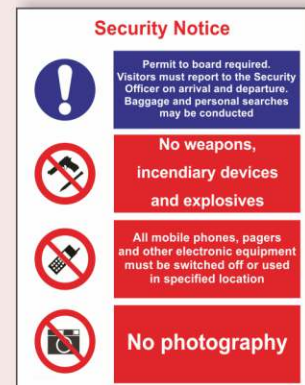 Security Notice
Permit to board required.
Visitors must report to the Security
Officer on arrival and departure.
Baggage and personal searches
may be conducted
No weapons,
incendiary devices
and explosives
All mobile phones, pagers
and other electronic equipment
must be switched off or used
in specified location
No photography